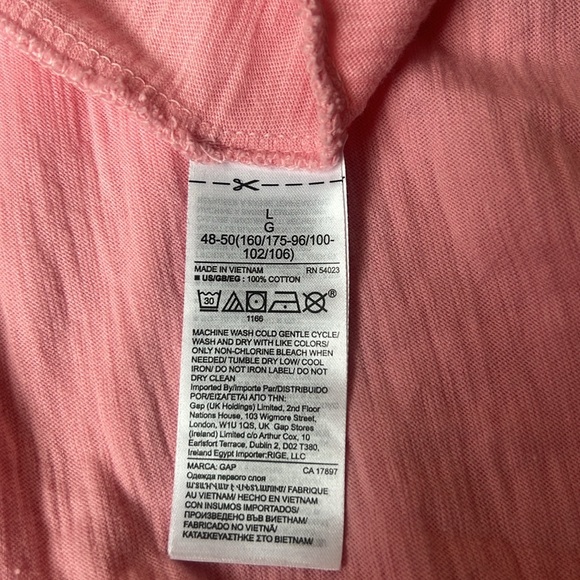 L
G
48-50(160/175-96/100-
102/106)
MADE IN VIETNAM RN 54023
US/GB/EG : 100% COTTON
30
®
1166
MACHINE WASH COLD GENTLE CYCLE/
WASH AND DRY WITH LIKE COLORS/
ONLY NON-CHLORINE BLEACH WHEN
NEEDED/ TUMBLE DRY LOW/ COOL
IRON/ DO NOT IRON LABEL/ DO NOT
DRY CLEAN
Imported By/Importe Par/DISTRIBUIDO
POR/ΕΙΣΑΓΕΤΑΙ ΑΠΟ ΤΗΝ:
Gap (UK Holdings) Limited, 2nd Floor
Nations House, 103 Wigmore Street,
London, W1U 1QS, UK. Gap Stores
(Ireland) Limited c/o Arthur Cox, 10
Earlsfort Terrace, Dublin 2, D02 T380,
Ireland Egypt Importer:RIGE, LLC
MARCA: GAP CA 17897
Одежда первого слоя
FABRIQUE
AU VIETNAM/ HECHO EN VIETNAM
CON INSUMOS IMPORTADOS/
ПРОИЗВЕДЕНО ВЪВ ВИЕТНАМ/
FABRICADO NO VIETNÃ/
ΚΑΤΑΣΚΕΥΑΖΕΤΑΙ ΣΤΟ ΒΙΕΤΝΑΜ/